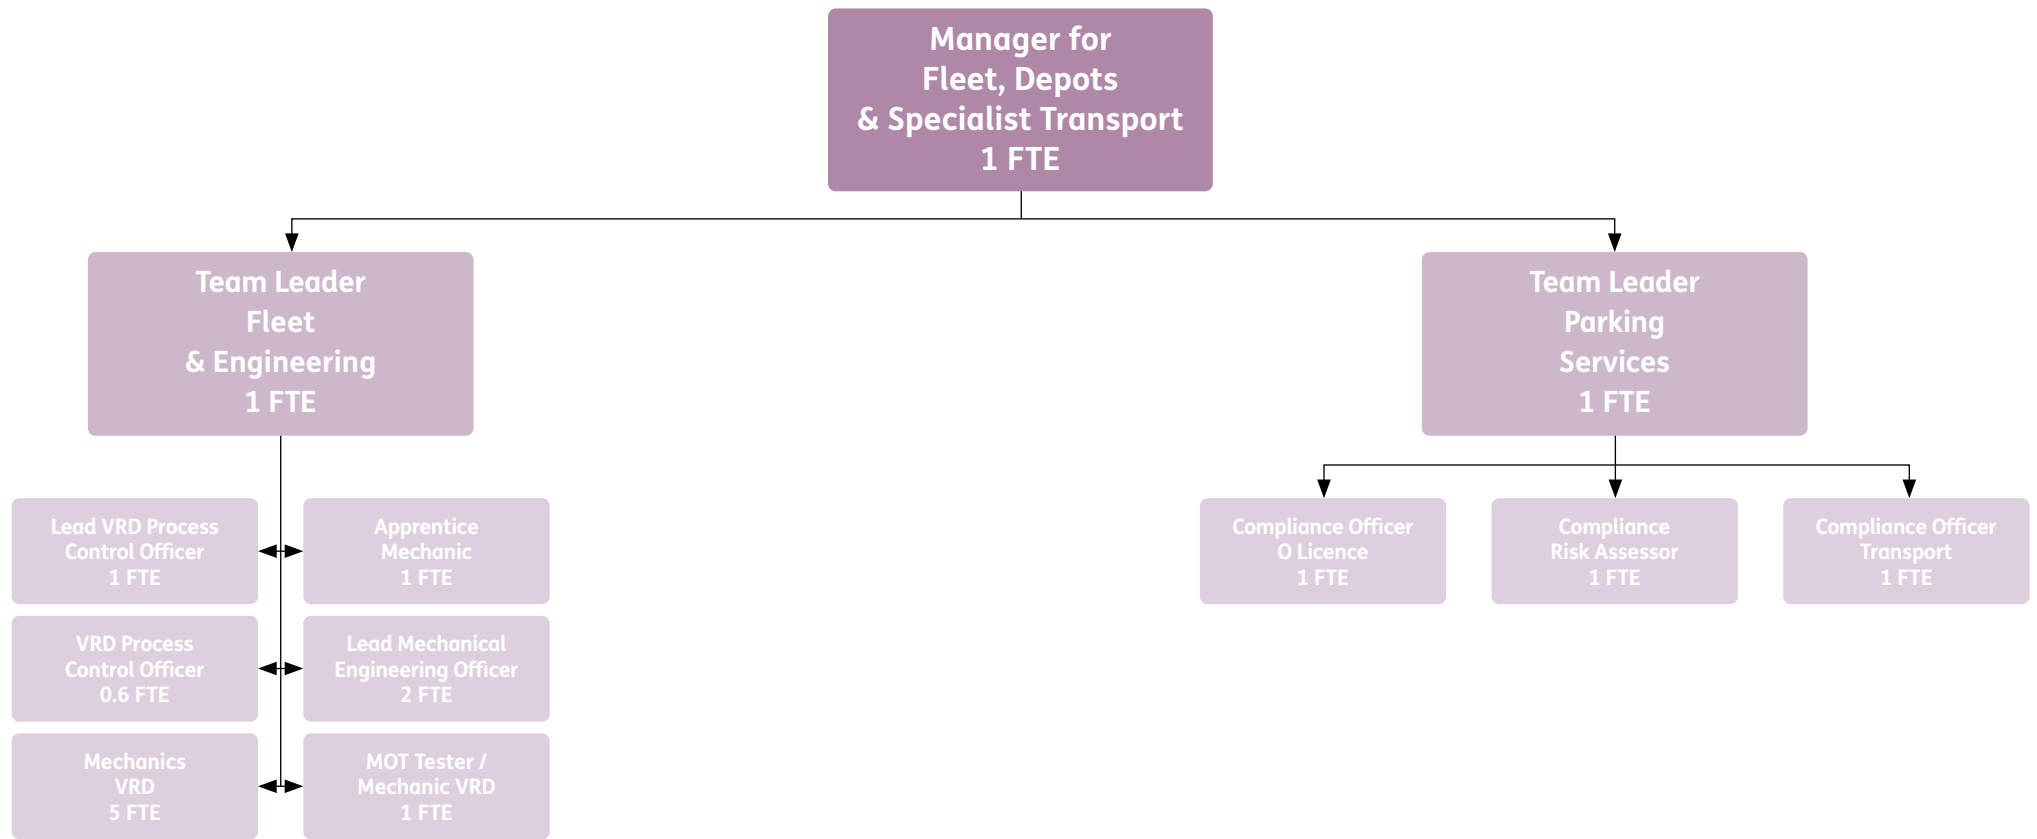 Manager for
Fleet, Depots
& Specialist Transport
1 FTE
Team Leader
Fleet
& Engineering
1 FTE
Team Leader
Parking
Services
1 FTE
Lead VRD Process
Control Officer
1 FTE
Apprentice
Mechanic
1 FTE
VRD Process
Control Officer
0.6 FTE
Lead Mechanical
Engineering Officer
2 FTE
Mechanics
VRD
5 FTE
MOT Tester /
Mechanic VRD
1 FTE
Compliance Officer
O Licence
1 FTE
Compliance
Risk Assessor
1 FTE
Compliance Officer
Transport
1 FTE